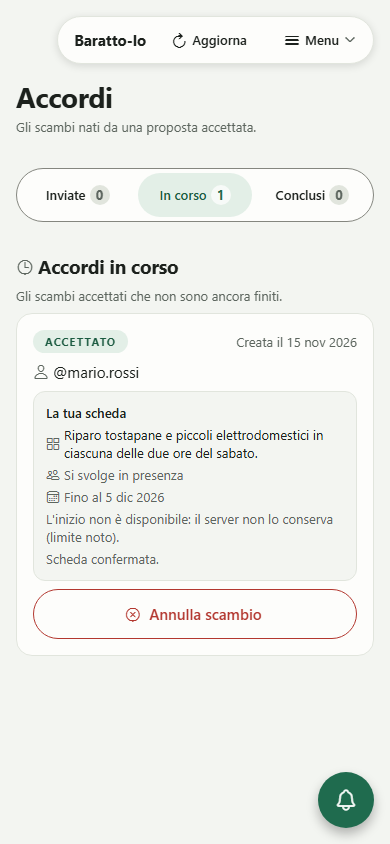 Baratto-lo
Aggiorna
Menu
Accordi
Gli scambi nati da una proposta accettata.
Inviate 0
In corso 1
Conclusi 0
Accordi in corso
Gli scambi accettati che non sono ancora finiti.
ACCETTATO
Creata il 15 nov 2026
@mario.rossi
La tua scheda
Riparo tostapane e piccoli elettrodomestici in
ciascuna delle due ore del sabato.
Si svolge in presenza
Fino al 5 dic 2026
L'inizio non è disponibile: il server non lo conserva
(limite noto).
Scheda confermata.
Annulla scambio